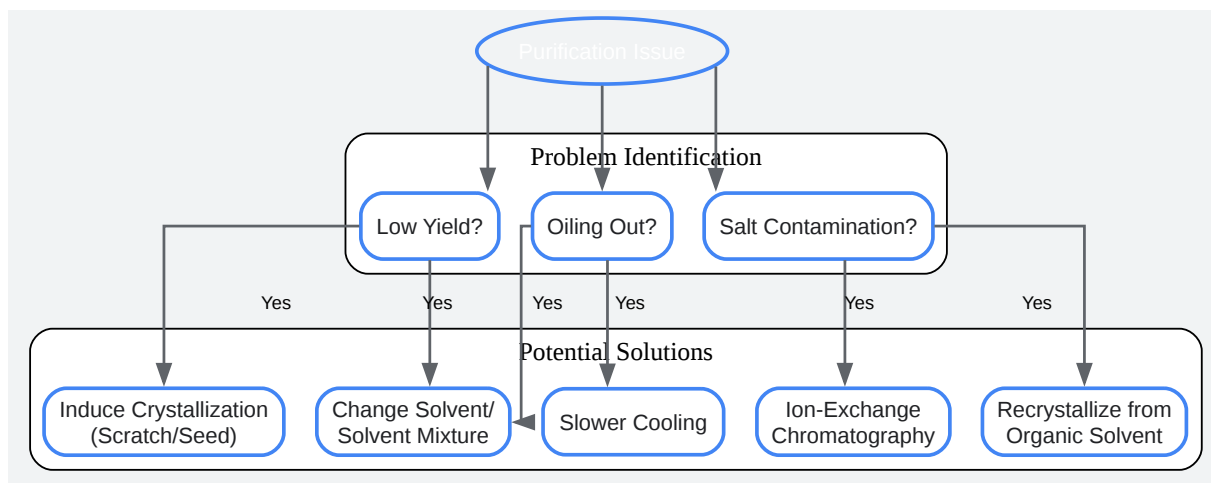 Purification Issue
Problem Identification
Low Yield?
Oiling Out?
Salt Contamination?
Yes
Yes
Yes
Yes
Yes
Yes
Potential Solutions
Induce Crystallization
(Scratch/Seed)
Change Solvent/
Solvent Mixture
Slower Cooling
Ion-Exchange
Chromatography
Recrystallize from
Organic Solvent